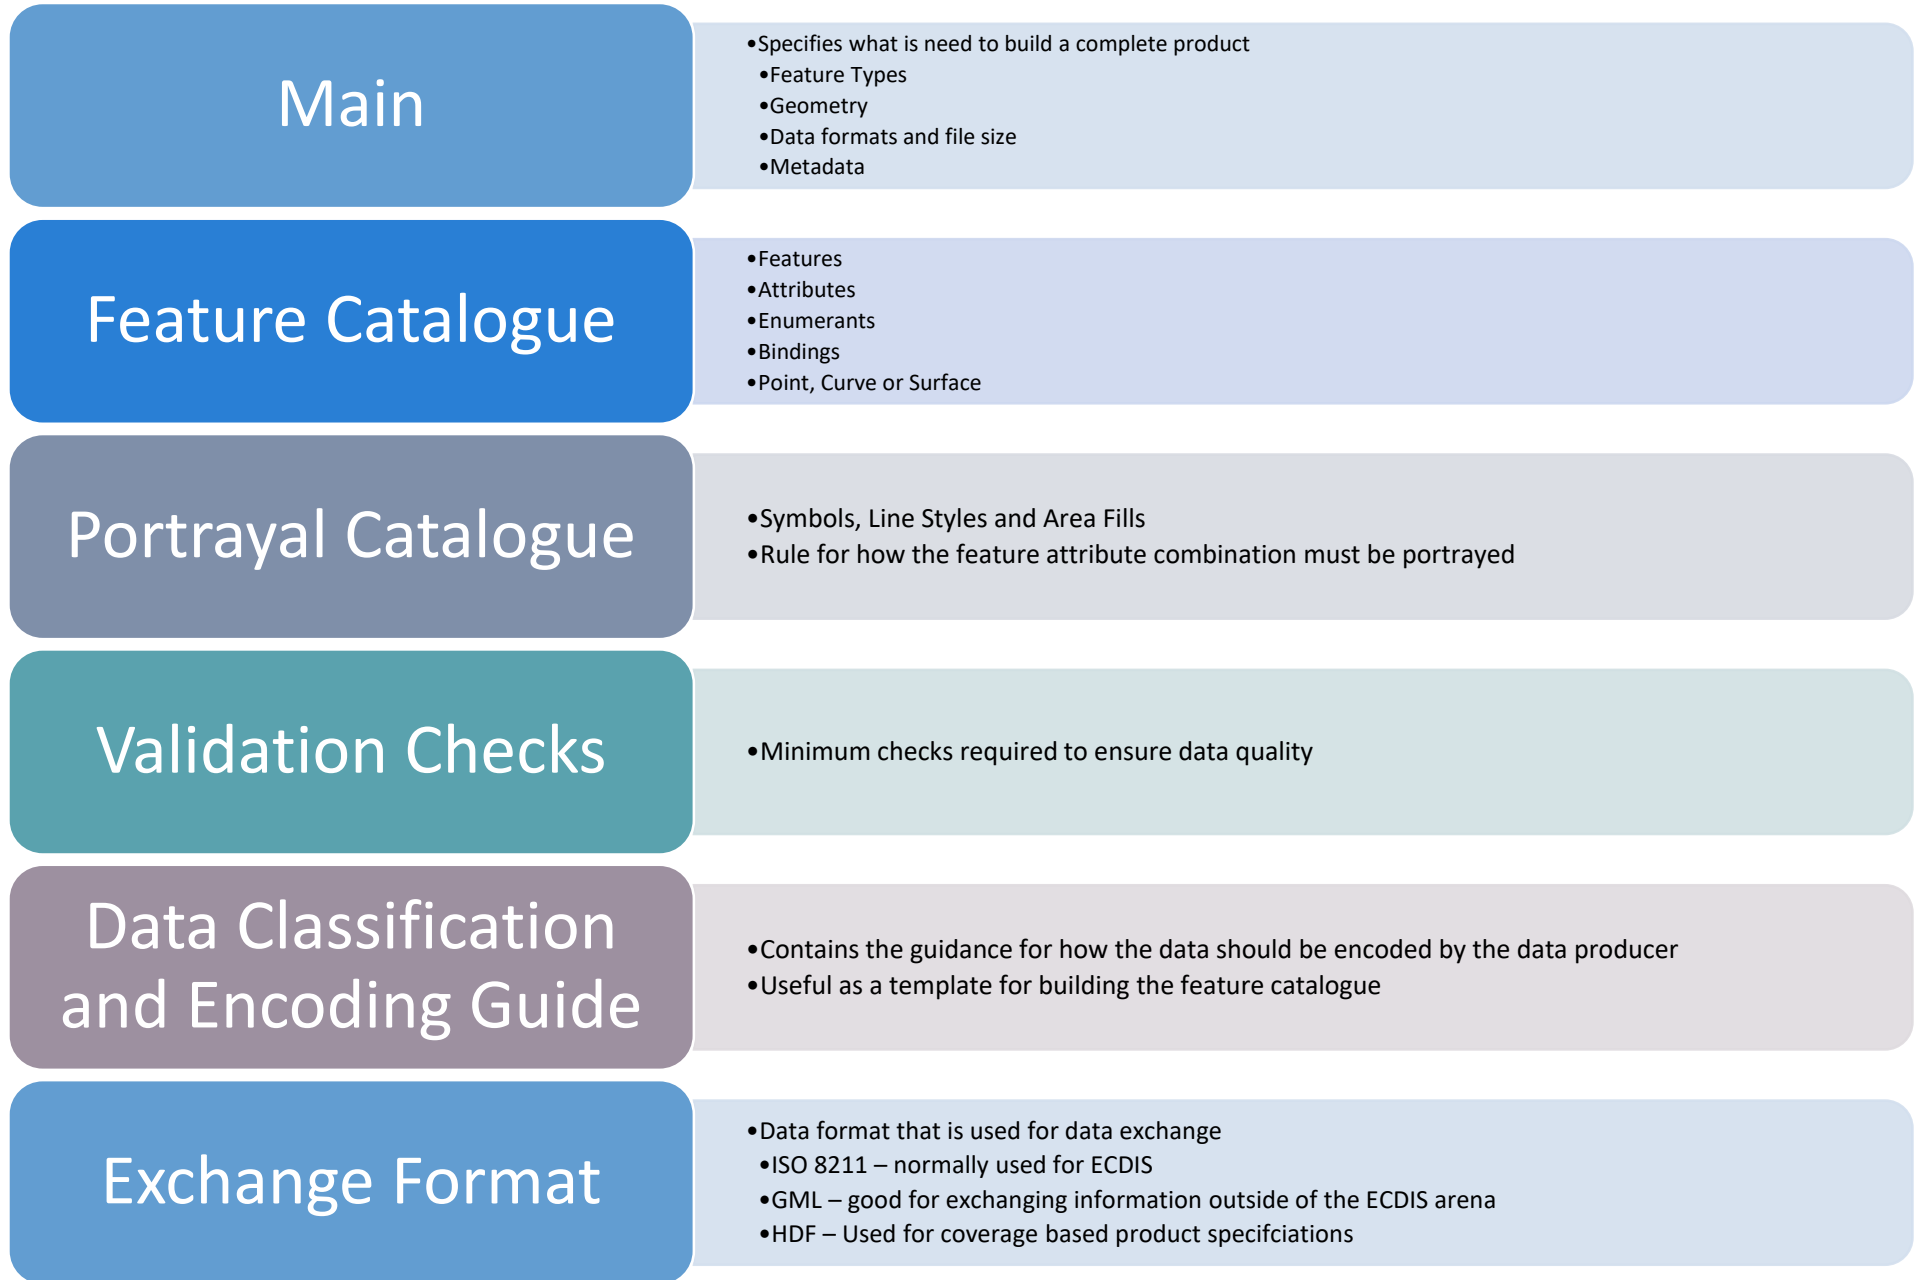 Main
•Specifies what is need to build a complete product
•Feature Types
•Geometry
•Data formats and file size
•Metadata
Feature Catalogue
•Features
•Attributes
•Enumerants
•Bindings
•Point, Curve or Surface
Portrayal Catalogue
•Symbols, Line Styles and Area Fills
•Rule for how the feature attribute combination must be portrayed
Validation Checks
•Minimum checks required to ensure data quality
Data Classification
and Encoding Guide
•Contains the guidance for how the data should be encoded by the data producer
•Useful as a template for building the feature catalogue
Exchange Format
•Data format that is used for data exchange
•ISO 8211 – normally used for ECDIS
•GML – good for exchanging information outside of the ECDIS arena
•HDF – Used for coverage based product specifciations